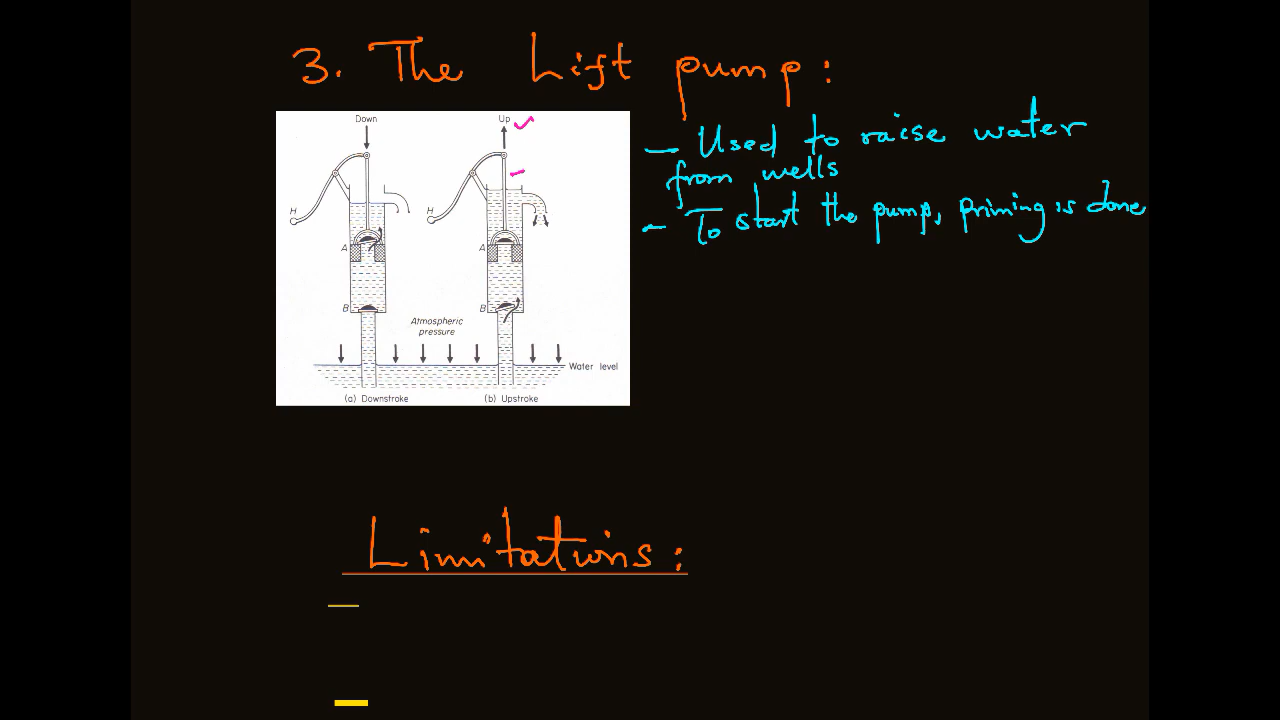 3. The Lift pump:
Down
Up
H
A
B
H
A
B
Atmospheric
pressure
Water level
(a) Downstroke
(b) Upstroke
– Used to raise water
from wells
– To start the pump, priming is done
Limitations:
–
–